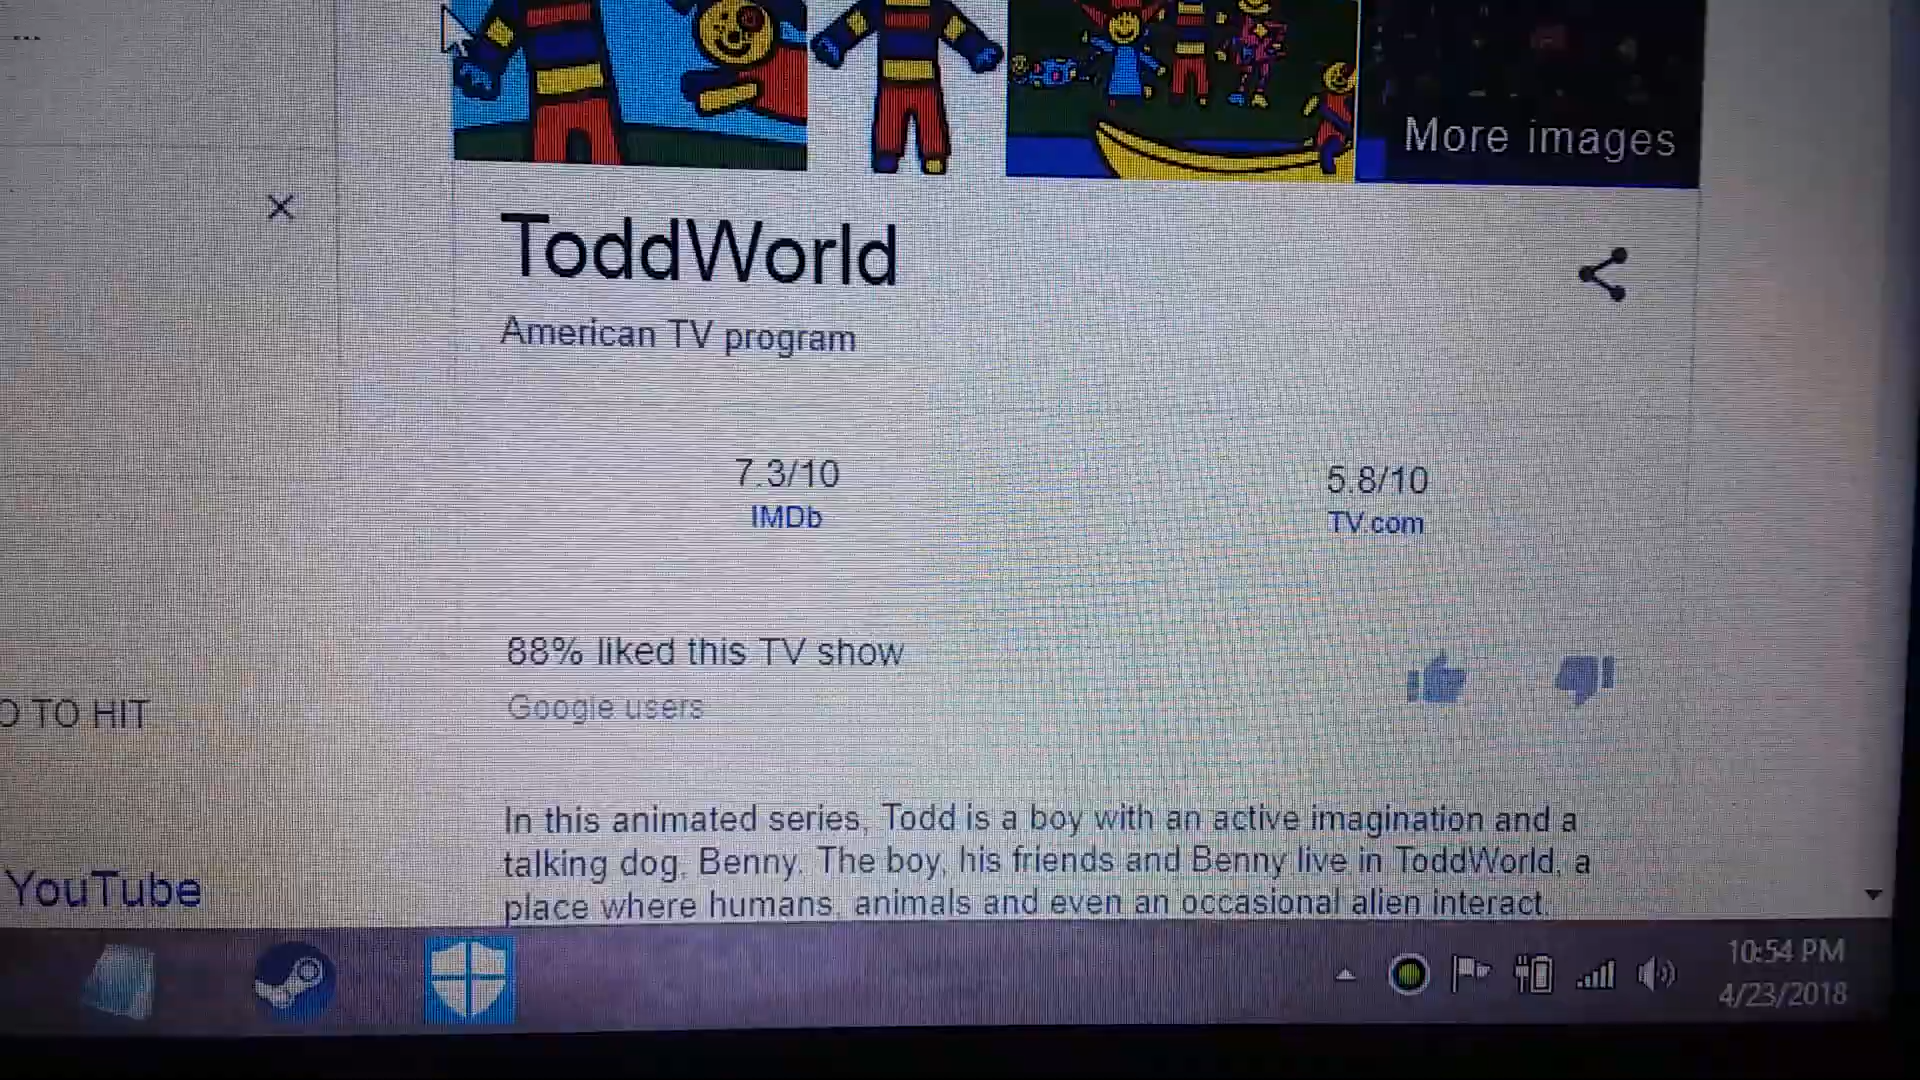 ...
More images
ToddWorld
American TV program
7.3/10
IMDb
5.8/10
TV.com
88% liked this TV show
Google users
O TO HIT
In this animated series, Todd is a boy with an active imagination and a
talking dog, Benny. The boy, his friends and Benny live in ToddWorld, a
place where humans, animals and even an occasional alien interact.
YouTube
10:54 PM
4/23/2018